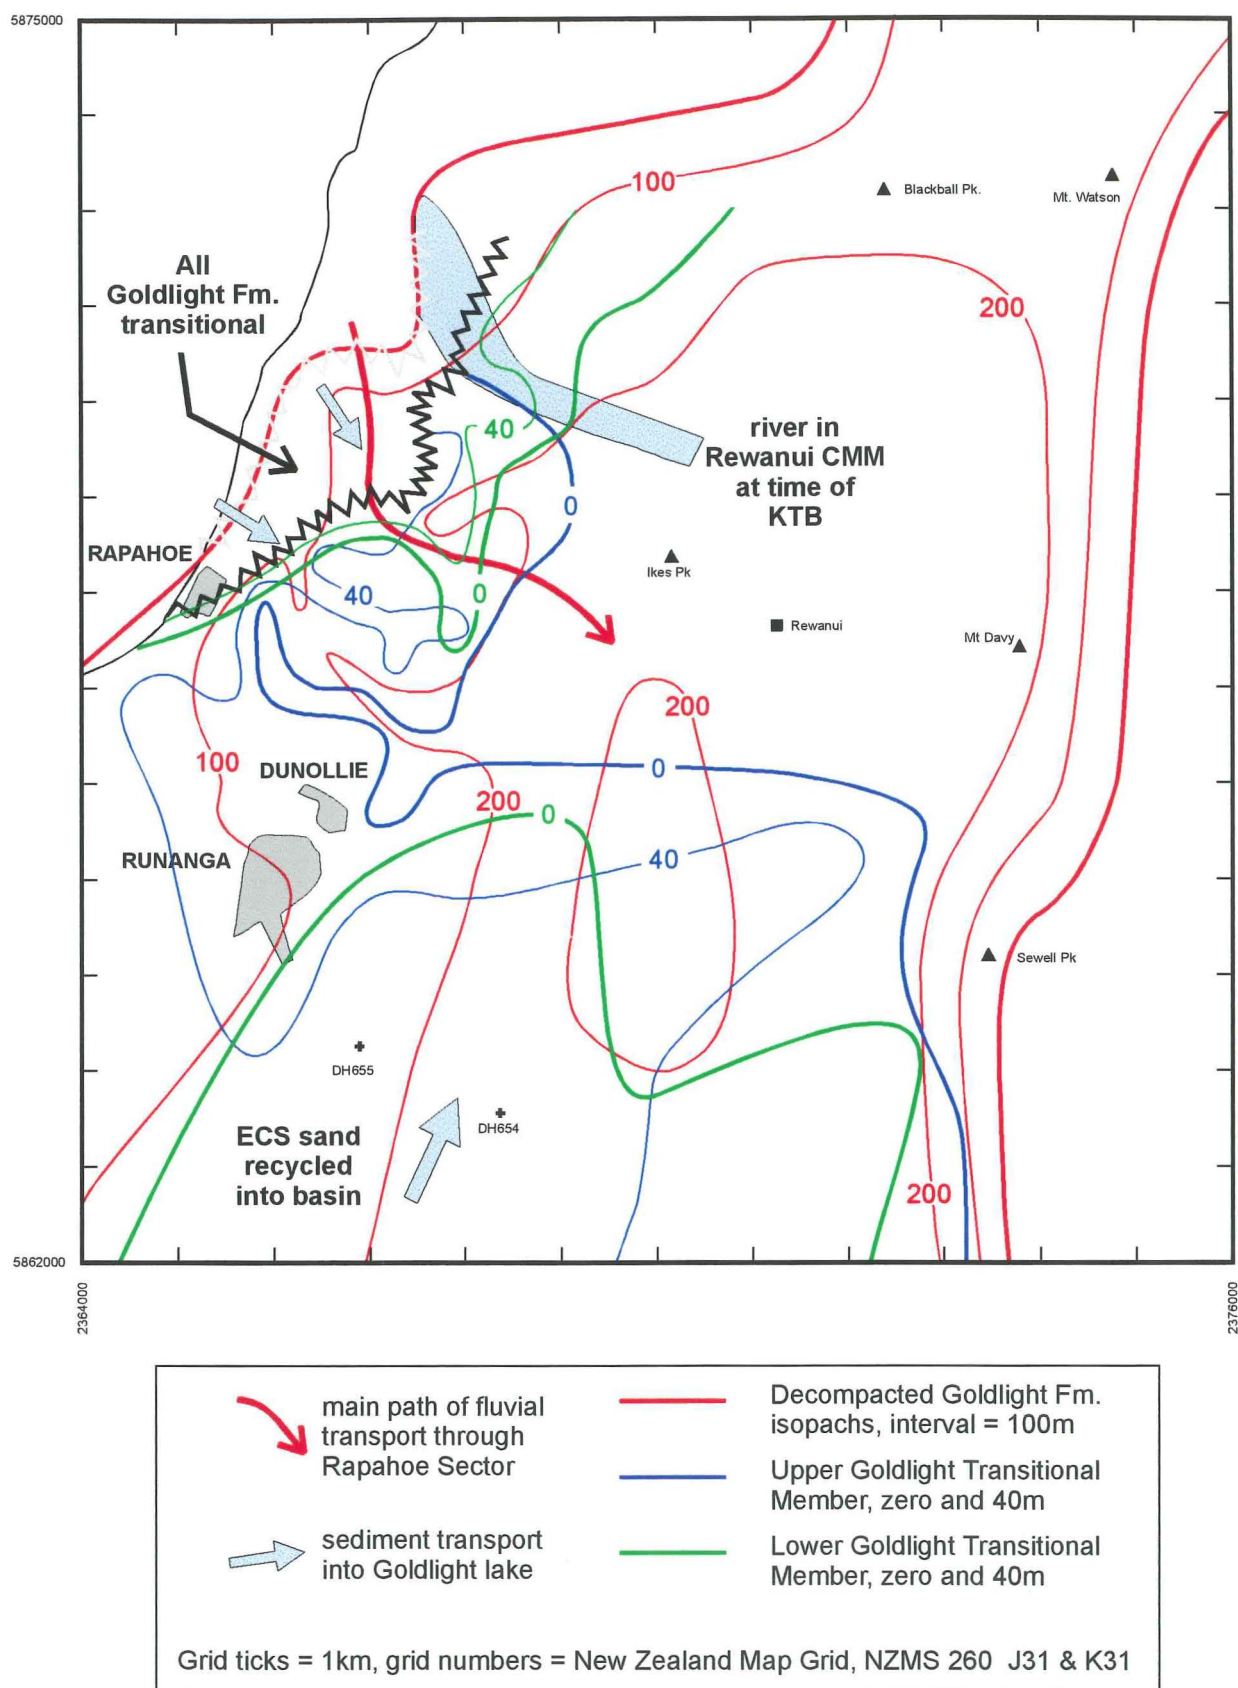 5875000
100
Blackball Pk.
Mt. Watson
All
Goldlight Fm.
transitional
200
40
river in
Rewanui CMM
at time of
KTB
0
RAPAHOE
Ikes Pk
40
0
Rewanui
Mt Davy
200
100
DUNOLLIE
0
200
0
RUNANGA
40
Sewell Pk
DH655
DH654
ECS sand
recycled
into basin
200
5862000
2364000
2376000
main path of fluvial
transport through
Rapahoe Sector
Decompacted Goldlight Fm.
isopachs, interval = 100m
Upper Goldlight Transitional
Member, zero and 40m
sediment transport
into Goldlight lake
Lower Goldlight Transitional
Member, zero and 40m
Grid ticks = 1km, grid numbers = New Zealand Map Grid, NZMS 260 J31 & K31